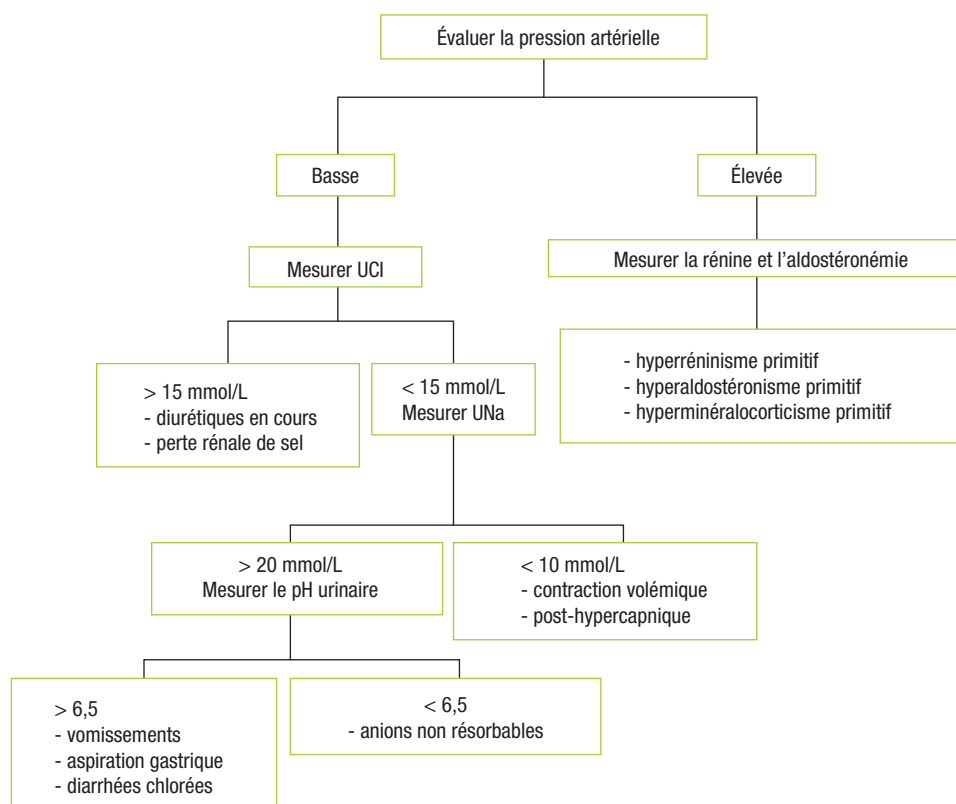 Évaluer la pression artérielle
Basse
Élevée
Mesurer UCl
Mesurer la rénine et l'aldostéronémie
> 15 mmol/L
- diurétiques en cours
- perte rénale de sel
< 15 mmol/L
Mesurer UNa
- hyperréninisme primitif
- hyperaldostéronisme primitif
- hyperminéralocorticisme primitif
> 20 mmol/L
Mesurer le pH urinaire
< 10 mmol/L
- contraction volémique
- post-hypercapnique
> 6,5
- vomissements
- aspiration gastrique
- diarrhées chlorées
< 6,5
- anions non résorbables